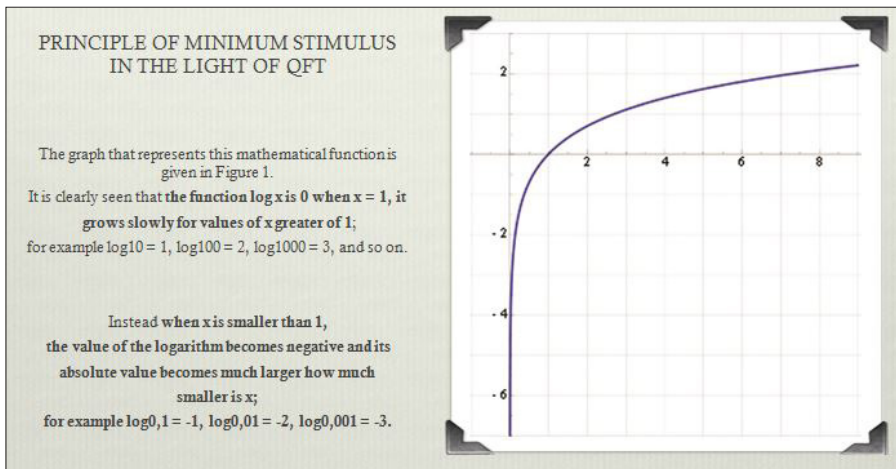 PRINCIPLE OF MINIMUM STIMULUS
IN THE LIGHT OF QFT
The graph that represents this mathematical function is
given in Figure 1.
It is clearly seen that the function log x is 0 when x = 1, it
grows slowly for values of x greater of 1;
for example log10 = 1, log100 = 2, log1000 = 3, and so on.
Instead when x is smaller than 1,
the value of the logarithm becomes negative and its
absolute value becomes much larger how much
smaller is x;
for example log0,1 = -1, log0,01 = -2, log0,001 = -3.
2
2 4 6 8
- 2
- 4
- 6